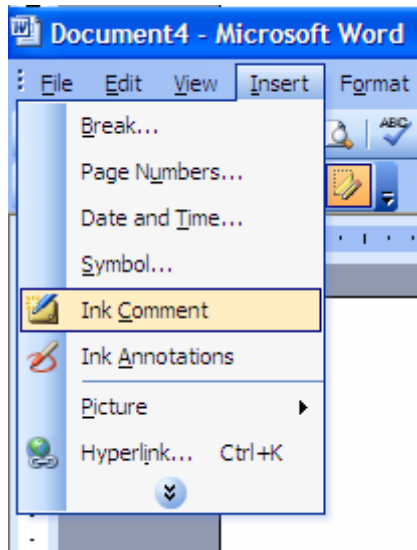 Document4 - Microsoft Word
File Edit View Insert Format
ABC
Break...
Page Numbers...
Date and Time...
Symbol...
Ink Comment
Ink Annotations
Picture
Hyperlink... Ctrl+K